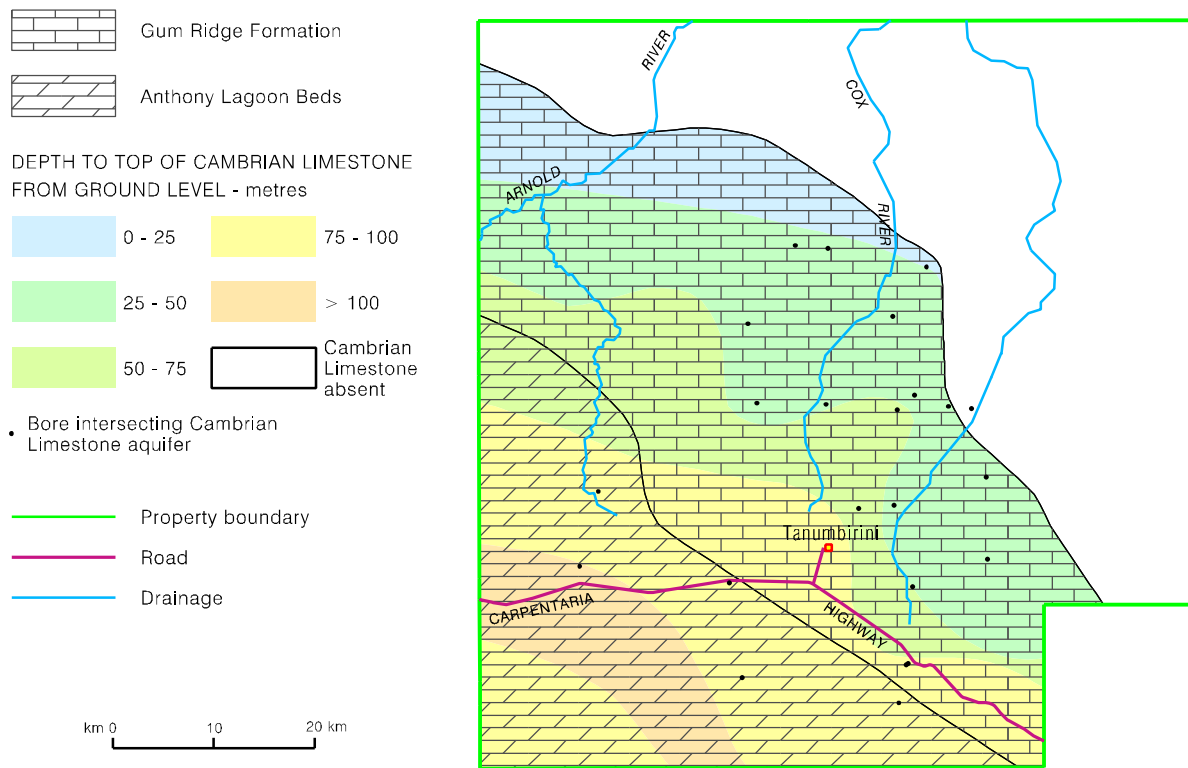 Gum Ridge Formation
Anthony Lagoon Beds
DEPTH TO TOP OF CAMBRIAN LIMESTONE
FROM GROUND LEVEL - metres
0 - 25
75 - 100
25 - 50
> 100
50 - 75
Cambrian
Limestone
absent
Bore intersecting Cambrian
Limestone aquifer
Property boundary
Road
Drainage
km 0 10 20 km
RIVER
COX
ARNOLD
RIVER
Tanumbirini
CARPENTARIA
HIGHWAY